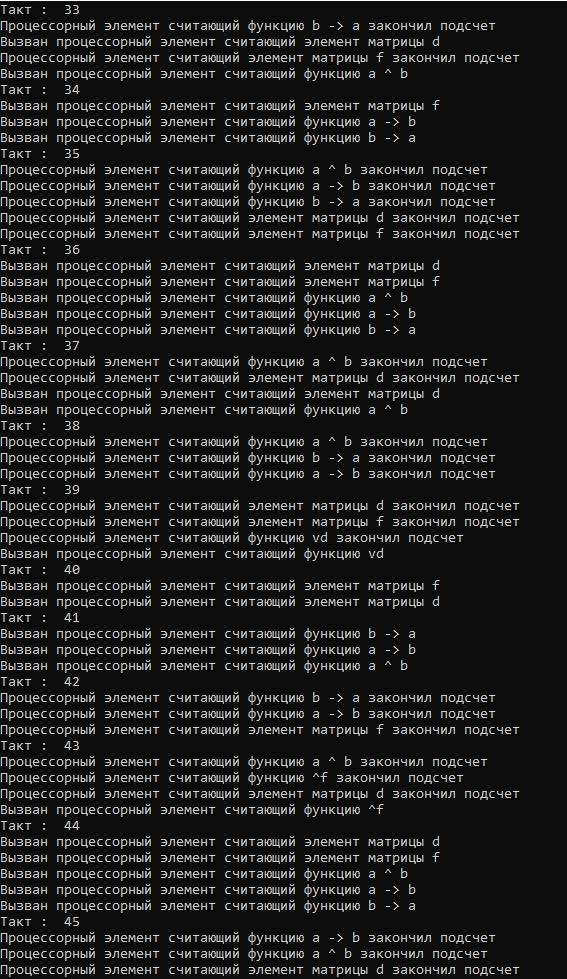 Такт :  33
Процессорный элемент считающий функцию b -> a закончил подсчет
Вызван процессорный элемент считающий элемент матрицы d
Процессорный элемент считающий элемент матрицы f закончил подсчет
Вызван процессорный элемент считающий функцию a ^ b
Такт :  34
Вызван процессорный элемент считающий элемент матрицы f
Вызван процессорный элемент считающий функцию a -> b
Вызван процессорный элемент считающий функцию b -> a
Такт :  35
Процессорный элемент считающий функцию a ^ b закончил подсчет
Процессорный элемент считающий функцию a -> b закончил подсчет
Процессорный элемент считающий функцию b -> a закончил подсчет
Процессорный элемент считающий элемент матрицы d закончил подсчет
Процессорный элемент считающий элемент матрицы f закончил подсчет
Такт :  36
Вызван процессорный элемент считающий элемент матрицы d
Вызван процессорный элемент считающий элемент матрицы f
Вызван процессорный элемент считающий функцию a ^ b
Вызван процессорный элемент считающий функцию a -> b
Вызван процессорный элемент считающий функцию b -> a
Такт :  37
Процессорный элемент считающий функцию a ^ b закончил подсчет
Процессорный элемент считающий элемент матрицы d закончил подсчет
Вызван процессорный элемент считающий элемент матрицы d
Вызван процессорный элемент считающий функцию a ^ b
Такт :  38
Процессорный элемент считающий функцию a ^ b закончил подсчет
Процессорный элемент считающий функцию b -> a закончил подсчет
Процессорный элемент считающий функцию a -> b закончил подсчет
Такт :  39
Процессорный элемент считающий элемент матрицы d закончил подсчет
Процессорный элемент считающий элемент матрицы f закончил подсчет
Процессорный элемент считающий функцию vd закончил подсчет
Вызван процессорный элемент считающий функцию vd
Такт :  40
Вызван процессорный элемент считающий элемент матрицы f
Вызван процессорный элемент считающий элемент матрицы d
Такт :  41
Вызван процессорный элемент считающий функцию b -> a
Вызван процессорный элемент считающий функцию a -> b
Вызван процессорный элемент считающий функцию a ^ b
Такт :  42
Процессорный элемент считающий функцию b -> a закончил подсчет
Процессорный элемент считающий функцию a -> b закончил подсчет
Процессорный элемент считающий элемент матрицы f закончил подсчет
Такт :  43
Процессорный элемент считающий функцию a ^ b закончил подсчет
Процессорный элемент считающий функцию ^f закончил подсчет
Процессорный элемент считающий элемент матрицы d закончил подсчет
Вызван процессорный элемент считающий функцию ^f
Такт :  44
Вызван процессорный элемент считающий элемент матрицы d
Вызван процессорный элемент считающий элемент матрицы f
Вызван процессорный элемент считающий функцию a ^ b
Вызван процессорный элемент считающий функцию a -> b
Вызван процессорный элемент считающий функцию b -> a
Такт :  45
Процессорный элемент считающий функцию a -> b закончил подсчет
Процессорный элемент считающий функцию a ^ b закончил подсчет
Процессорный элемент считающий элемент матрицы d закончил подсчет